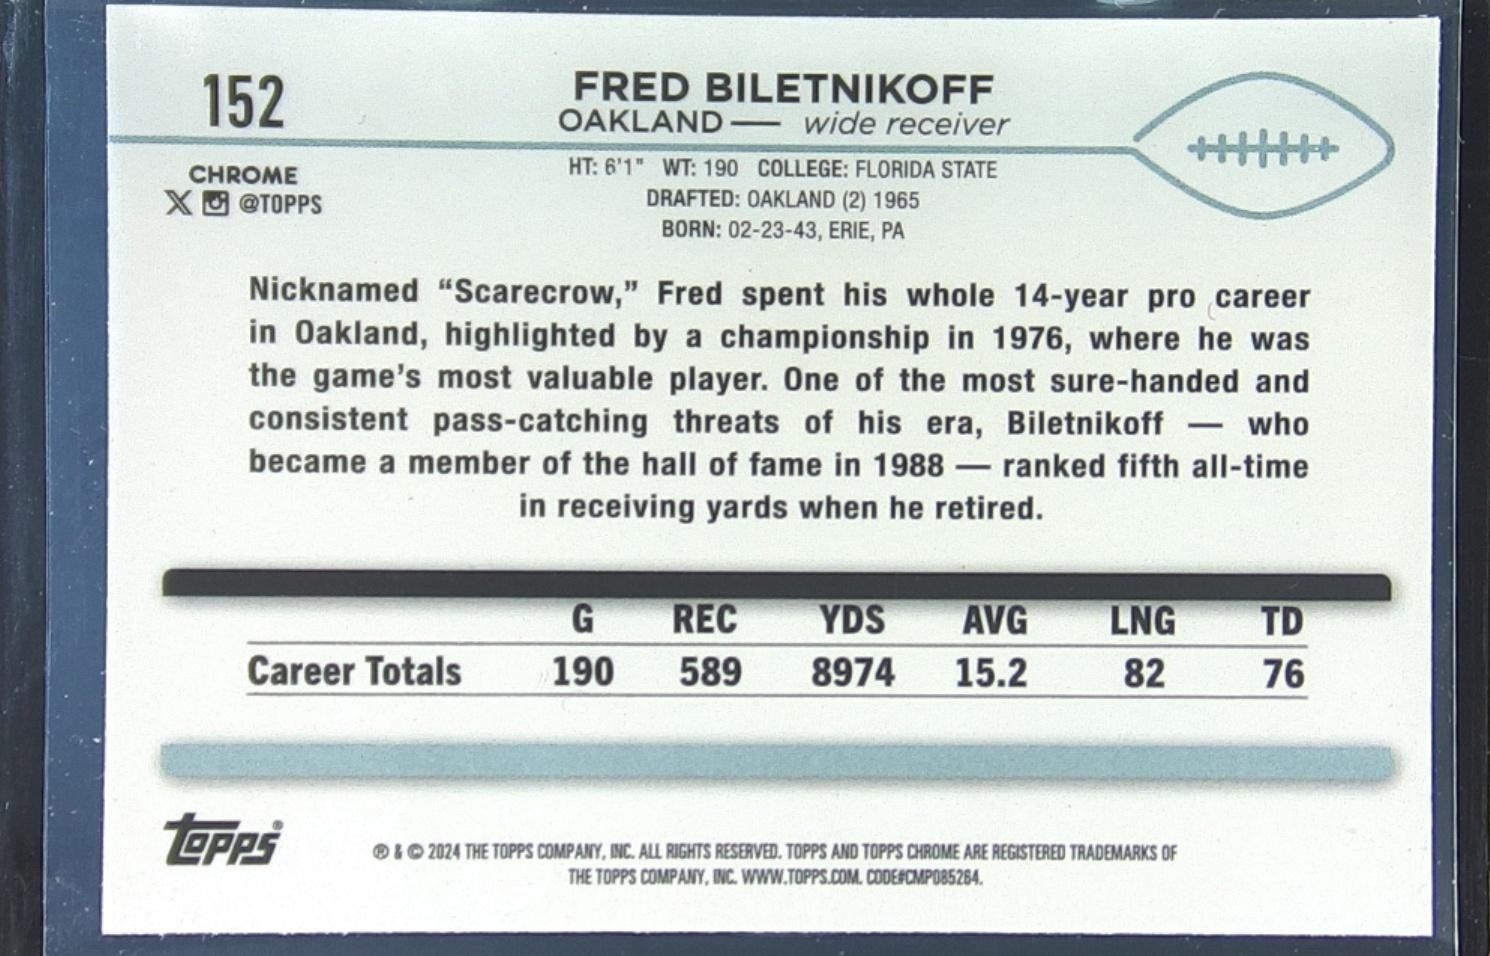 152
FRED BILETNIKOFF
OAKLAND — wide receiver
CHROME
X @TOPPS
HT: 6'1" WT: 190 COLLEGE: FLORIDA STATE
DRAFTED: OAKLAND (2) 1965
BORN: 02-23-43, ERIE, PA
Nicknamed “Scarecrow,” Fred spent his whole 14-year pro career
in Oakland, highlighted by a championship in 1976, where he was
the game’s most valuable player. One of the most sure-handed and
consistent pass-catching threats of his era, Biletnikoff — who
became a member of the hall of fame in 1988 — ranked fifth all-time
in receiving yards when he retired.
G REC YDS AVG LNG TD
Career Totals 190 589 8974 15.2 82 76
Topps®
® & © 2024 THE TOPPS COMPANY, INC. ALL RIGHTS RESERVED. TOPPS AND TOPPS CHROME ARE REGISTERED TRADEMARKS OF
THE TOPPS COMPANY, INC. WWW.TOPPS.COM. CODE#CMP085264.